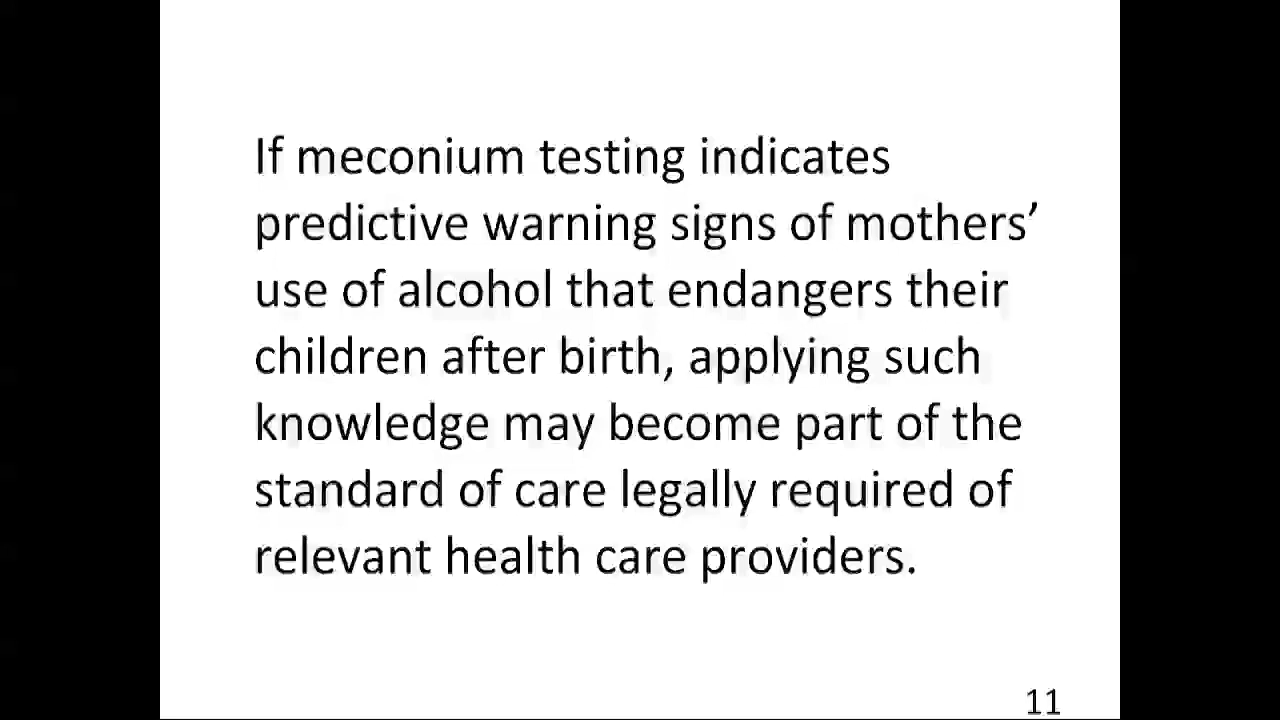 If meconium testing indicates
predictive warning signs of mothers’
use of alcohol that endangers their
children after birth, applying such
knowledge may become part of the
standard of care legally required of
relevant health care providers.
11